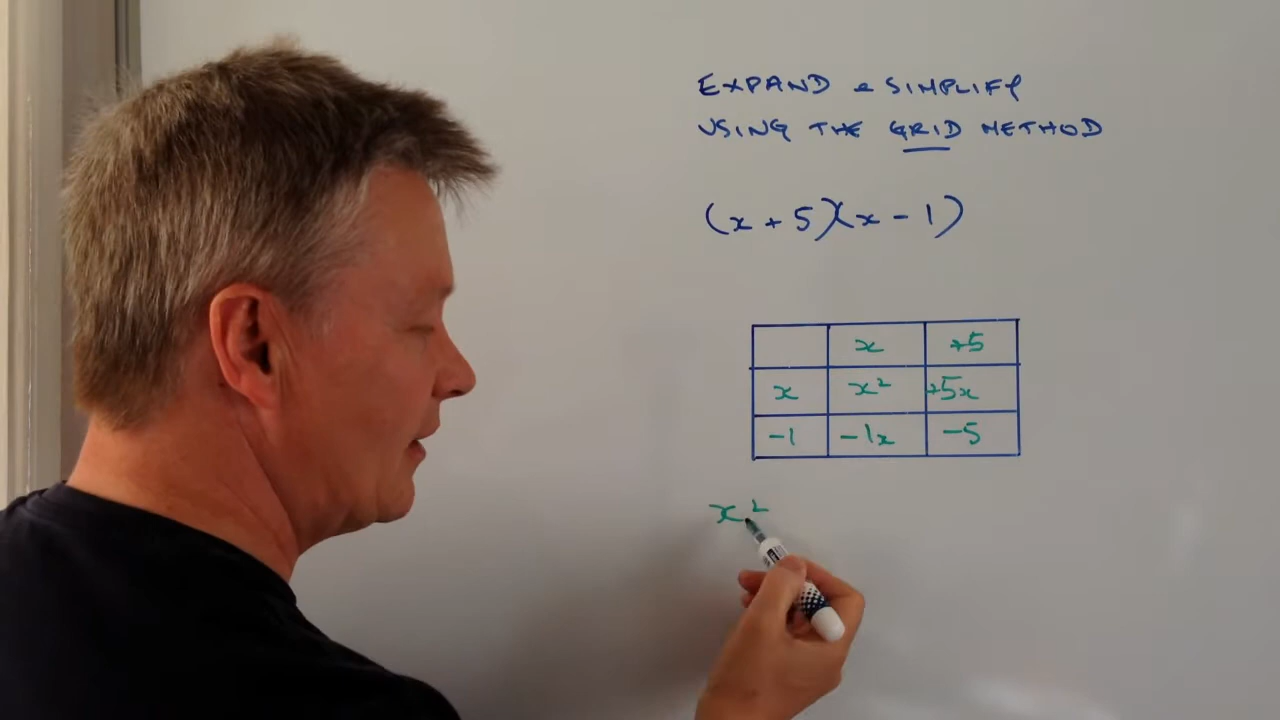 EXPAND & SIMPLIFY
USING THE GRID METHOD
(x + 5)(x - 1)
x +5
x x² +5x
-1 -1x -5
x²